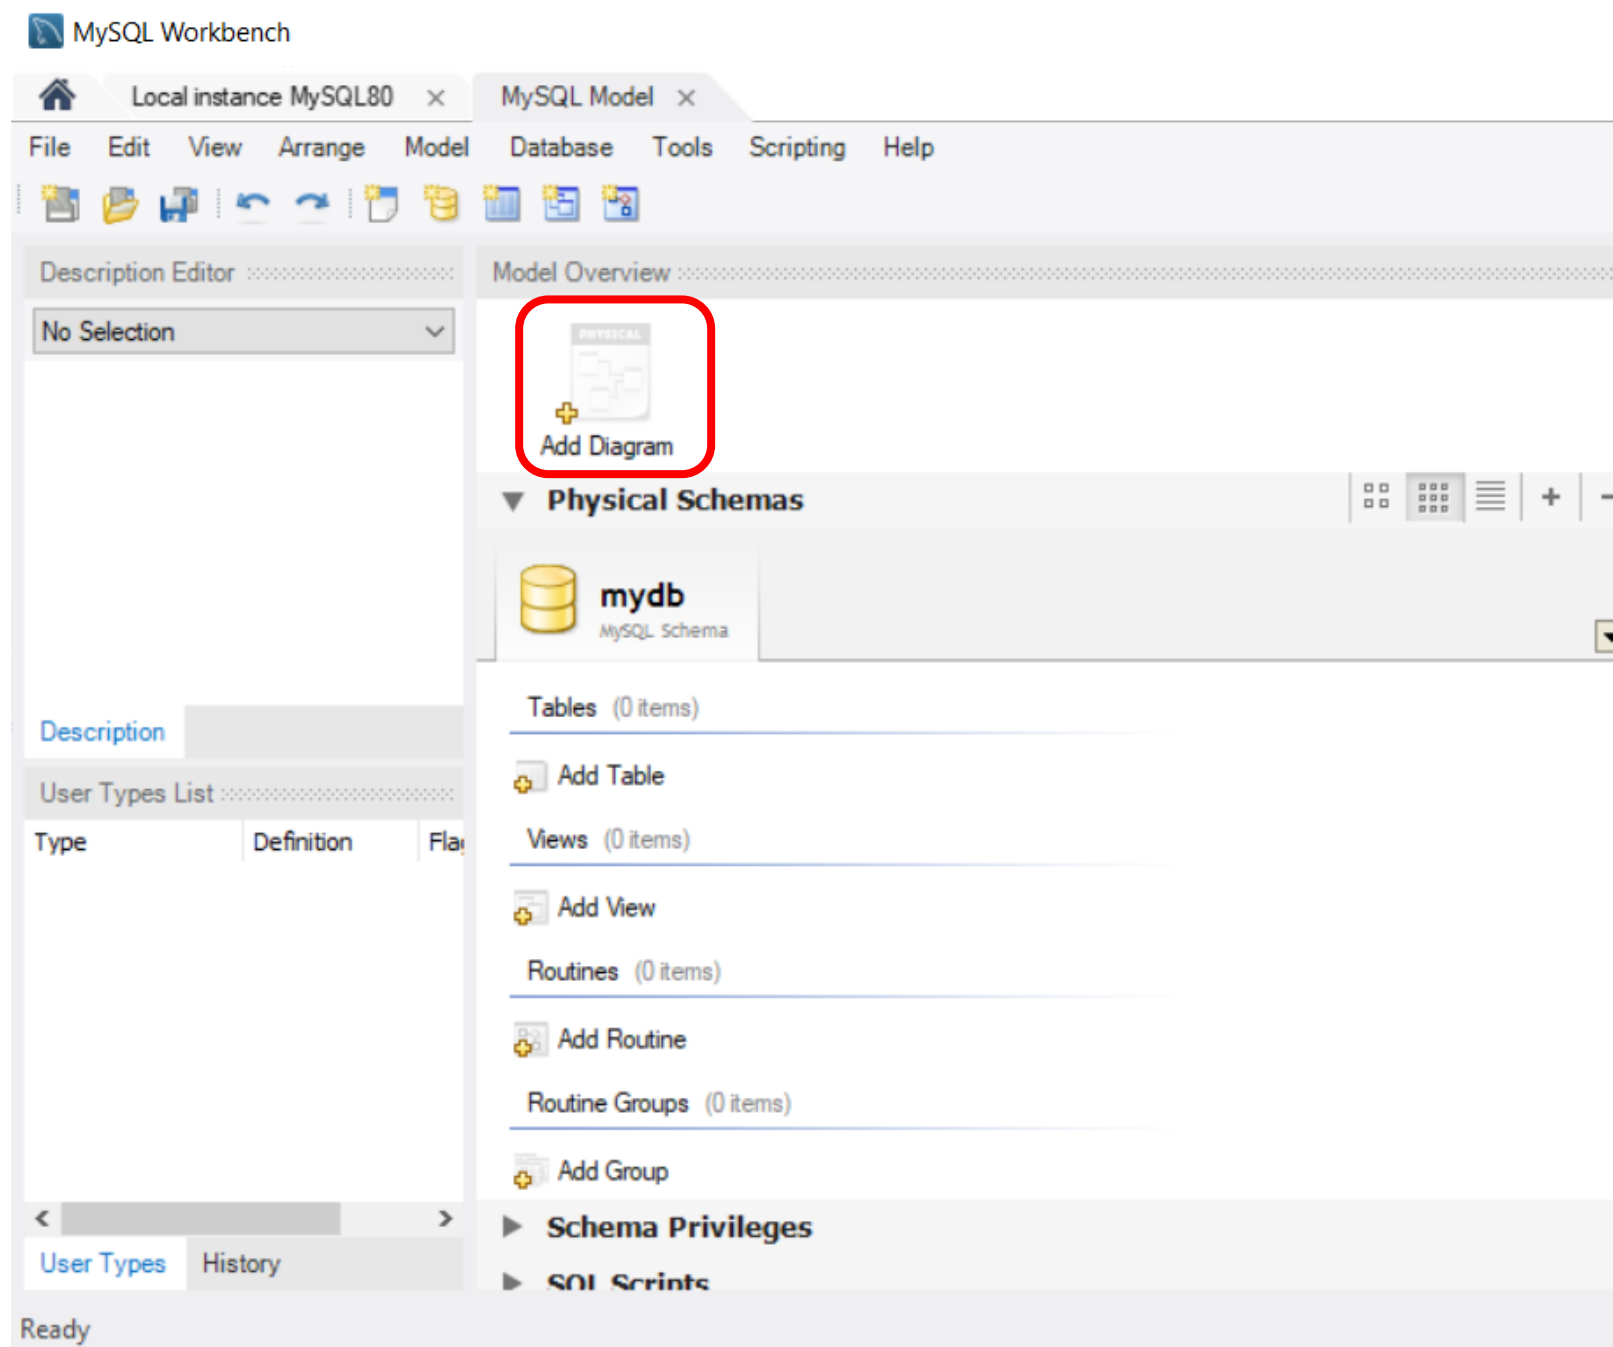 MySQL Workbench
Local instance MySQL80
MySQL Model
File Edit View Arrange Model Database Tools Scripting Help
Description Editor
No Selection
Description
User Types List
Type Definition Flag
User Types History
Model Overview
PHYSICAL
Add Diagram
Physical Schemas
mydb
MySQL Schema
Tables (0 items)
Add Table
Views (0 items)
Add View
Routines (0 items)
Add Routine
Routine Groups (0 items)
Add Group
Schema Privileges
SQL Scripts
Ready